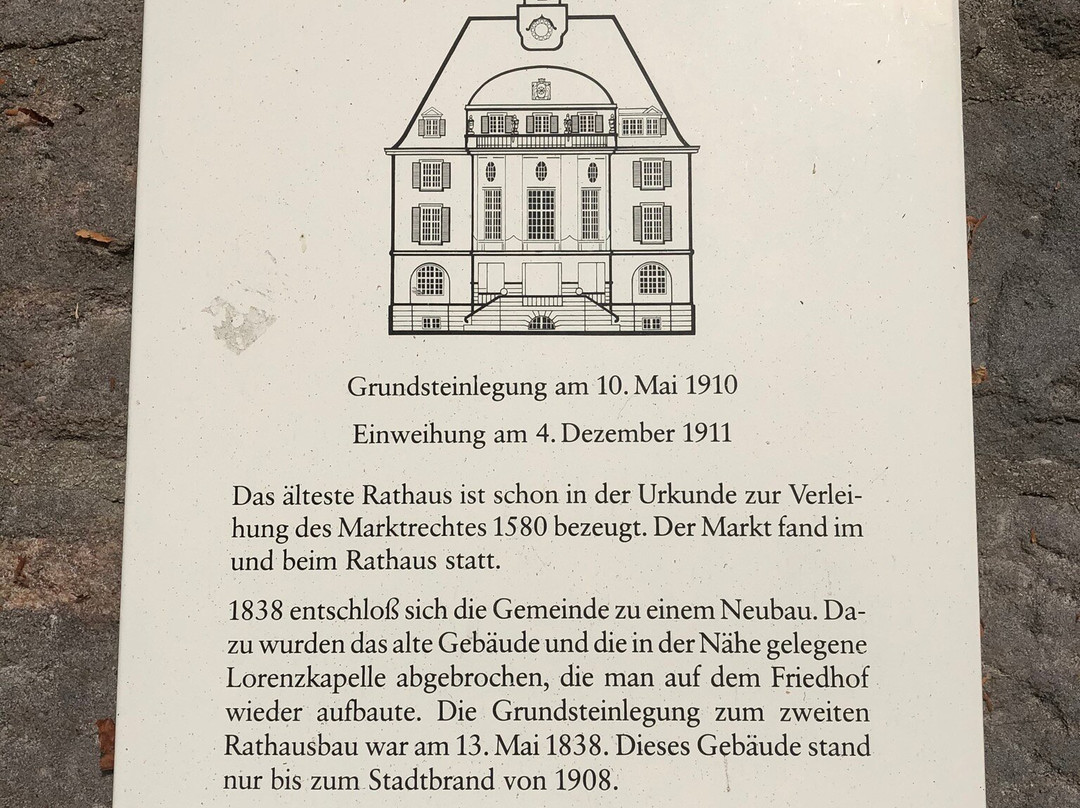 Grundsteinlegung am 10. Mai 1910
Einweihung am 4. Dezember 1911
Das älteste Rathaus ist schon in der Urkunde zur Verlei-
hung des Marktrechtes 1580 bezeugt. Der Markt fand im
und beim Rathaus statt.
1838 entschloß sich die Gemeinde zu einem Neubau. Da-
zu wurden das alte Gebäude und die in der Nähe gelegene
Lorenzkapelle abgebrochen, die man auf dem Friedhof
wieder aufbaute. Die Grundsteinlegung zum zweiten
Rathausbau war am 13. Mai 1838. Dieses Gebäude stand
nur bis zum Stadtbrand von 1908.